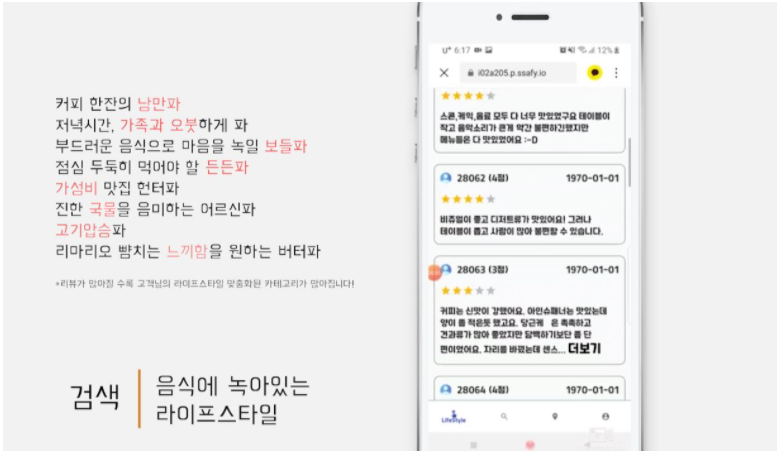 커피 한잔의 낭만파
저녁시간, 가족과 오붓하게 파
부드러운 음식으로 마음을 녹일 보들파
점심 두둑히 먹어야 할 든든파
가성비 맛집 헌터파
진한 국물을 음미하는 어르신파
고기압승파
리마리오 뺨치는 느끼함을 원하는 버터파
*리뷰가 많아질 수록 고객님의 라이프스타일 맞춤화된 카테고리가 많아집니다!
검색
음식에 녹아있는
라이프스타일
U+ 6:17
12%
i02a205.p.ssafy.io
스콘,케익,음료 모두 다 너무 맛있었구요 테이블이
작고 음악소리가 큰게 약간 불편하긴했지만
메뉴들은 다 맛있었어요 :-D
28062 (4점) 1970-01-01
비쥬얼이 좋고 디저트류가 맛있어요! 그러나
테이블이 좁고 사람이 많아 불편할 수 있습니다.
28063 (3점) 1970-01-01
커피는 신맛이 강했어요. 아인슈패너는 맛있는데
양이 좀 적은듯 했고요. 당근케 은 촉촉하고
견과류가 많아 좋았지만 담백하기보단 좀 단
편이었어요. 자리를 바꿨는데 센스... 더보기
28064 (4점) 1970-01-01
LifeStyle